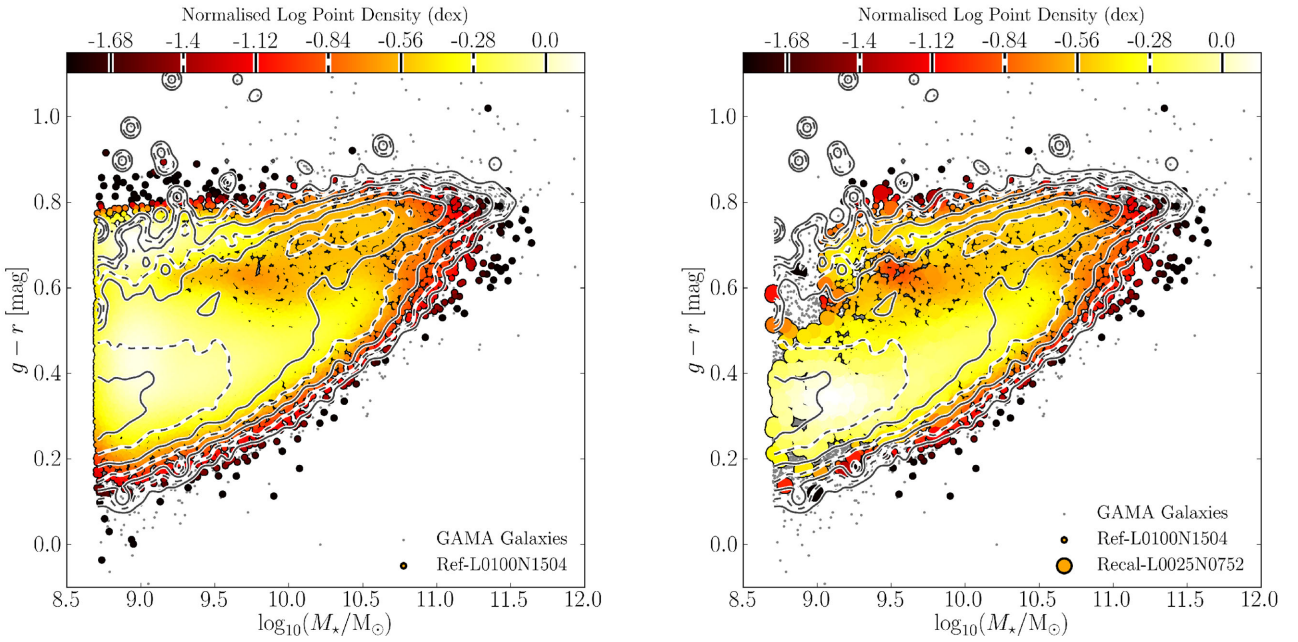 Normalised Log Point Density (dex)
-1.68 -1.4 -1.12 -0.84 -0.56 -0.28 0.0
1.0
0.8
0.6
0.4
0.2
0.0
g − r [mag]
GAMA Galaxies
Ref-L0100N1504
8.5 9.0 9.5 10.0 10.5 11.0 11.5 12.0
log₁₀(M⋆/M⊙)
Normalised Log Point Density (dex)
-1.68 -1.4 -1.12 -0.84 -0.56 -0.28 0.0
1.0
0.8
0.6
0.4
0.2
0.0
g − r [mag]
GAMA Galaxies
Ref-L0100N1504
Recal-L0025N0752
8.5 9.0 9.5 10.0 10.5 11.0 11.5 12.0
log₁₀(M⋆/M⊙)